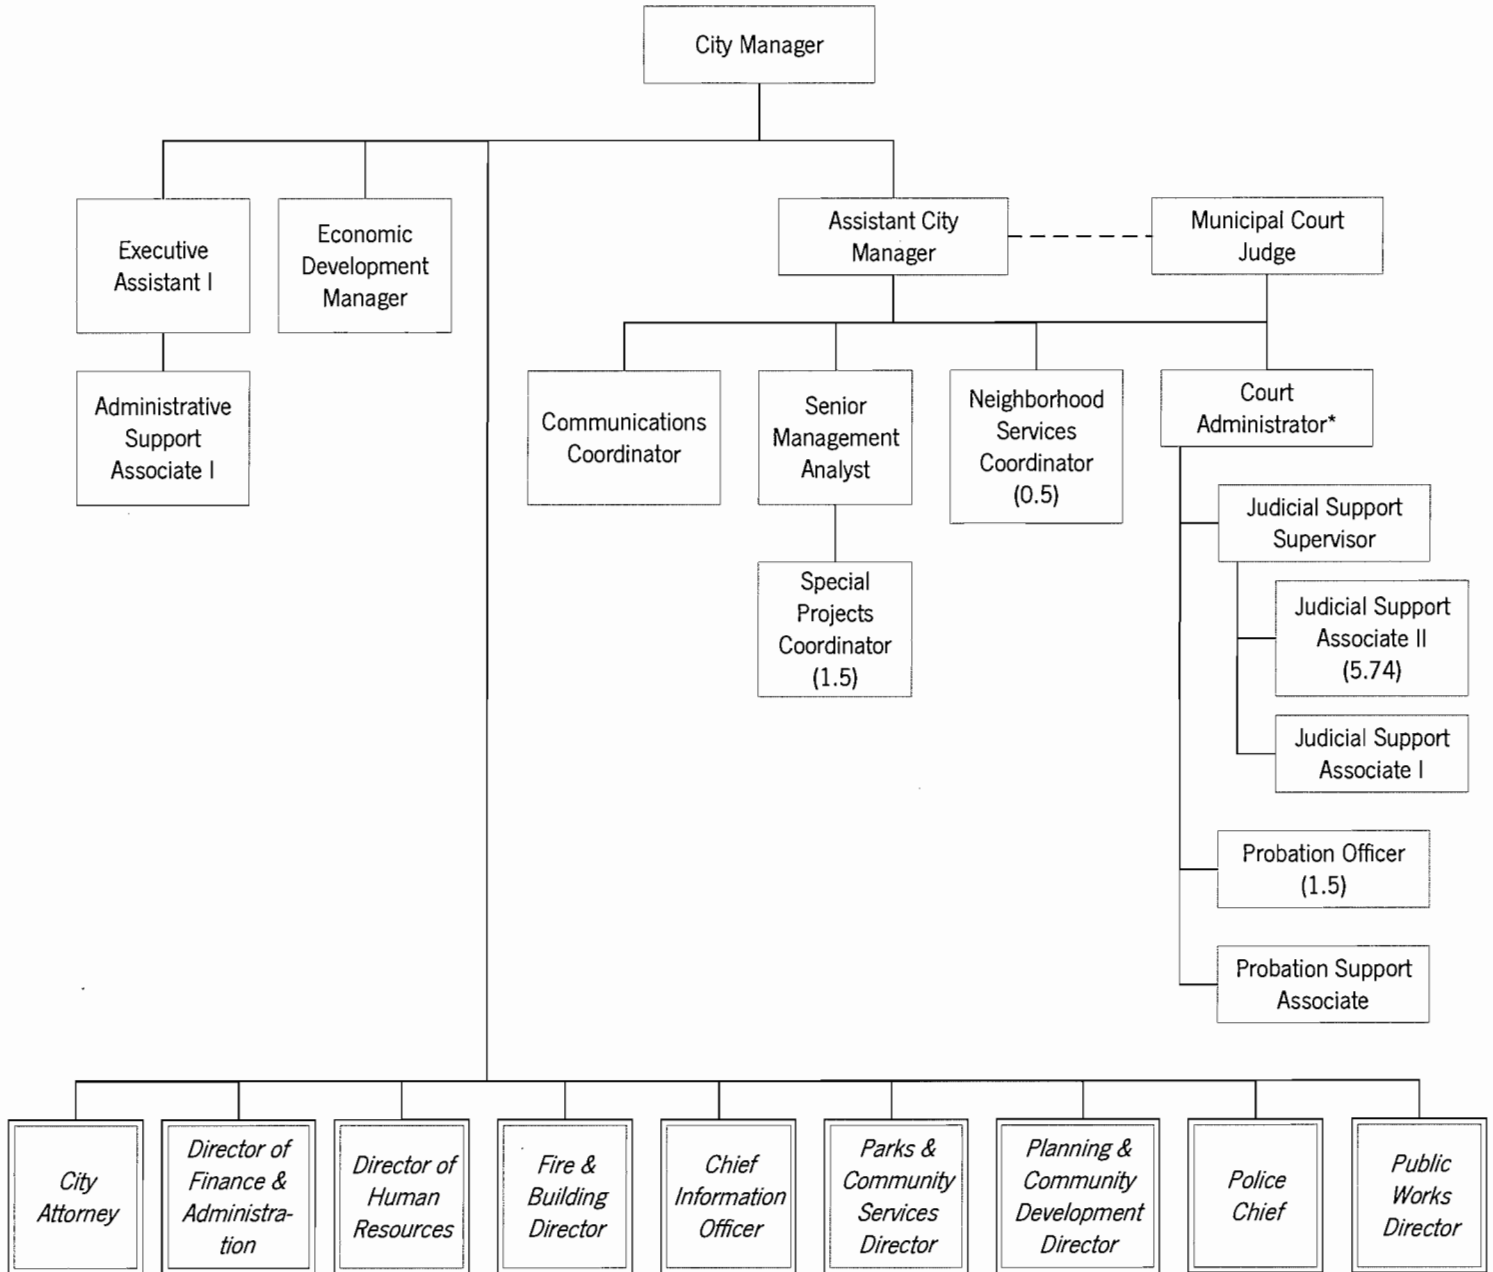 City Manager
Executive
Assistant I
Economic
Development
Manager
Assistant City
Manager
Municipal Court
Judge
Administrative
Support
Associate I
Communications
Coordinator
Senior
Management
Analyst
Neighborhood
Services
Coordinator
(0.5)
Court
Administrator*
Special
Projects
Coordinator
(1.5)
Judicial Support
Supervisor
Judicial Support
Associate II
(5.74)
Judicial Support
Associate I
Probation Officer
(1.5)
Probation Support
Associate
City
Attorney
Director of
Finance &
Administra-
tion
Director of
Human
Resources
Fire &
Building
Director
Chief
Information
Officer
Parks &
Community
Services
Director
Planning &
Community
Development
Director
Police
Chief
Public
Works
Director